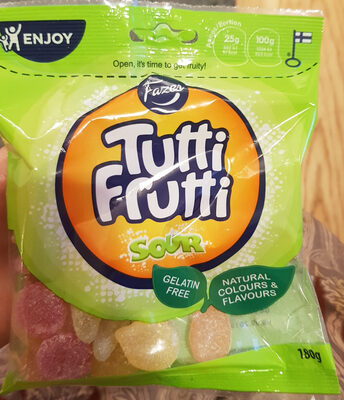 ENJOY
25g
100g
Open, it's time to get fruity!
Fazer
Tutti
Frutti
SOUR
GELATIN
FREE
NATURAL
COLOURS &
FLAVOURS
180g